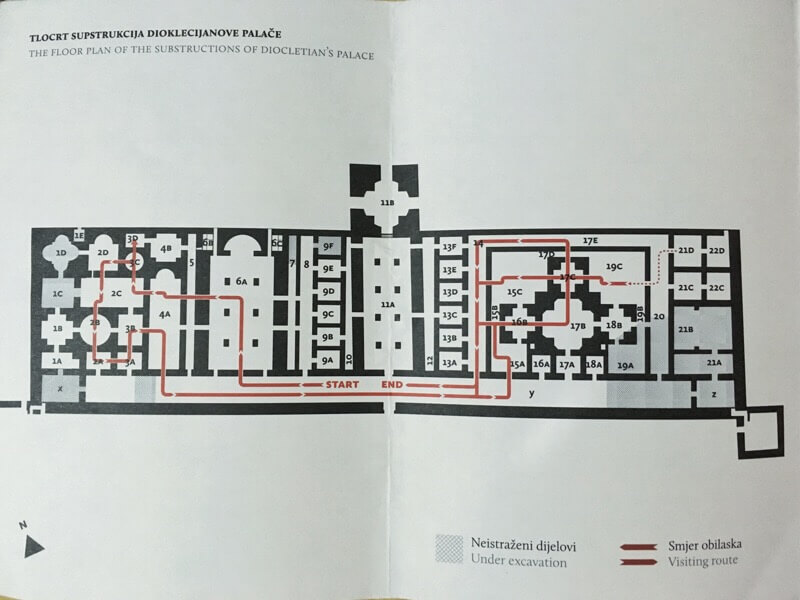 TLOCRT SUPSTRUKCIJA DIOKLECIJANOVE PALAČE
THE FLOOR PLAN OF THE SUBSTRUCTIONS OF DIOCLETIAN'S PALACE
11B
1E
3D
6B
6C
14
17E
1D
2D
3C
4B
5
7
8
9F
13F
17D
21D
22D
9E
13E
17C
19C
1C
2C
6A
9D
13D
15C
21C
22C
4A
11A
9C
13C
15B
16B
17B
18B
19B
20
1B
2B
3B
9B
13B
21B
1A
2A
3A
9A
10
12
13A
15A
16A
17A
18A
19A
21A
x
START END
y
z
N
Neistraženi dijelovi
Under excavation
Smjer obilaska
Visiting route